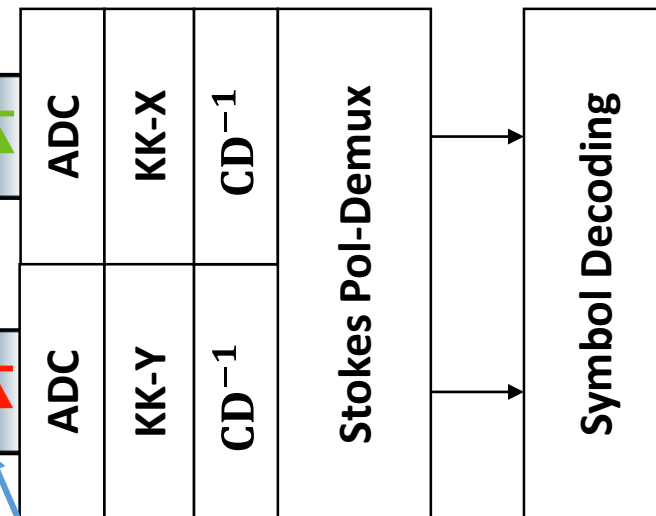 ADC
KK-X
CD⁻¹
ADC
KK-Y
CD⁻¹
Stokes Pol-Demux
Symbol Decoding